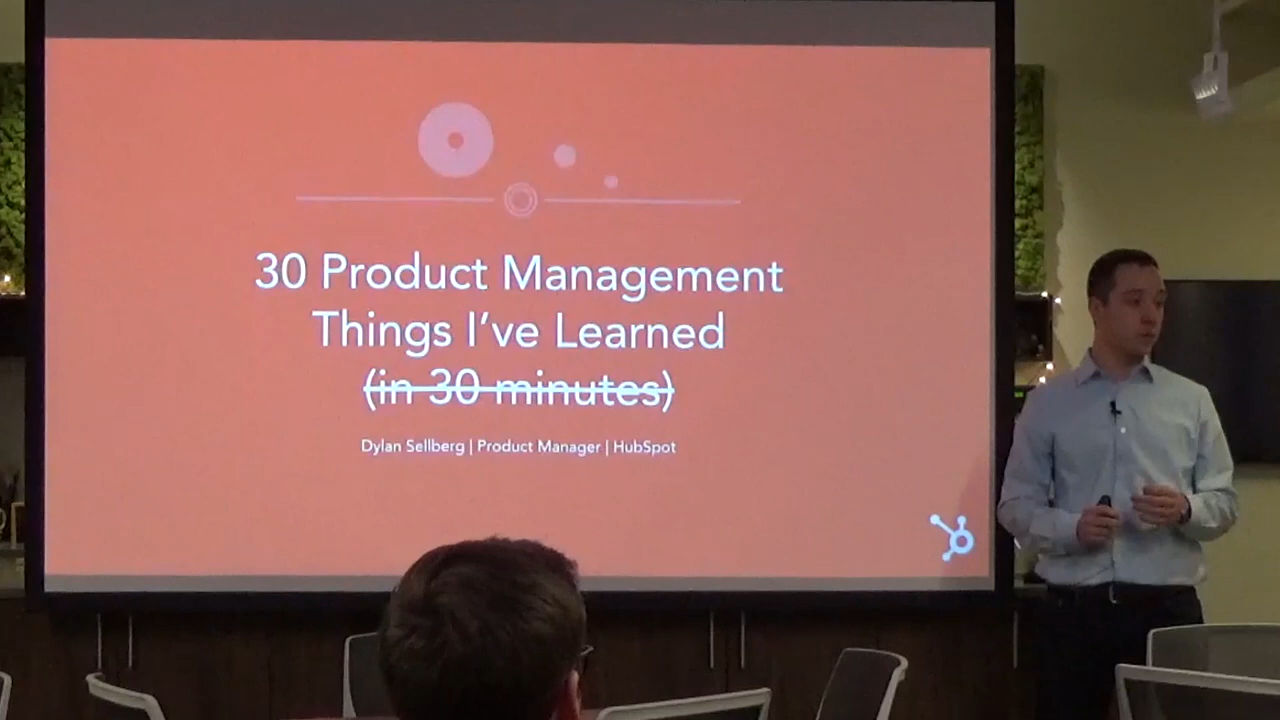 30 Product Management
Things I've Learned
(in 30 minutes)
Dylan Sellberg | Product Manager | HubSpot